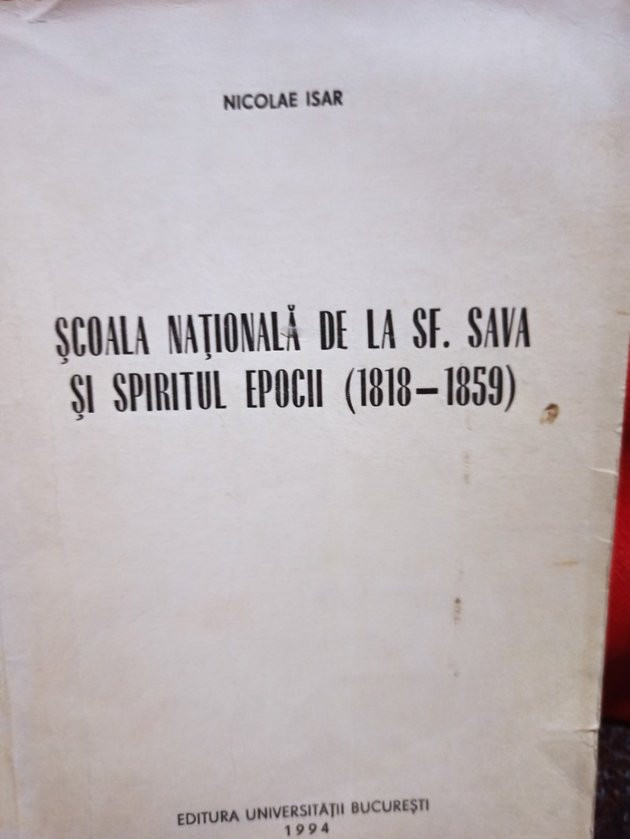 NICOLAE ISAR
ŞCOALA NAŢIONALĂ DE LA SF. SAVA
ŞI SPIRITUL EPOCII (1818–1859)
EDITURA UNIVERSITĂŢII BUCUREŞTI
1994